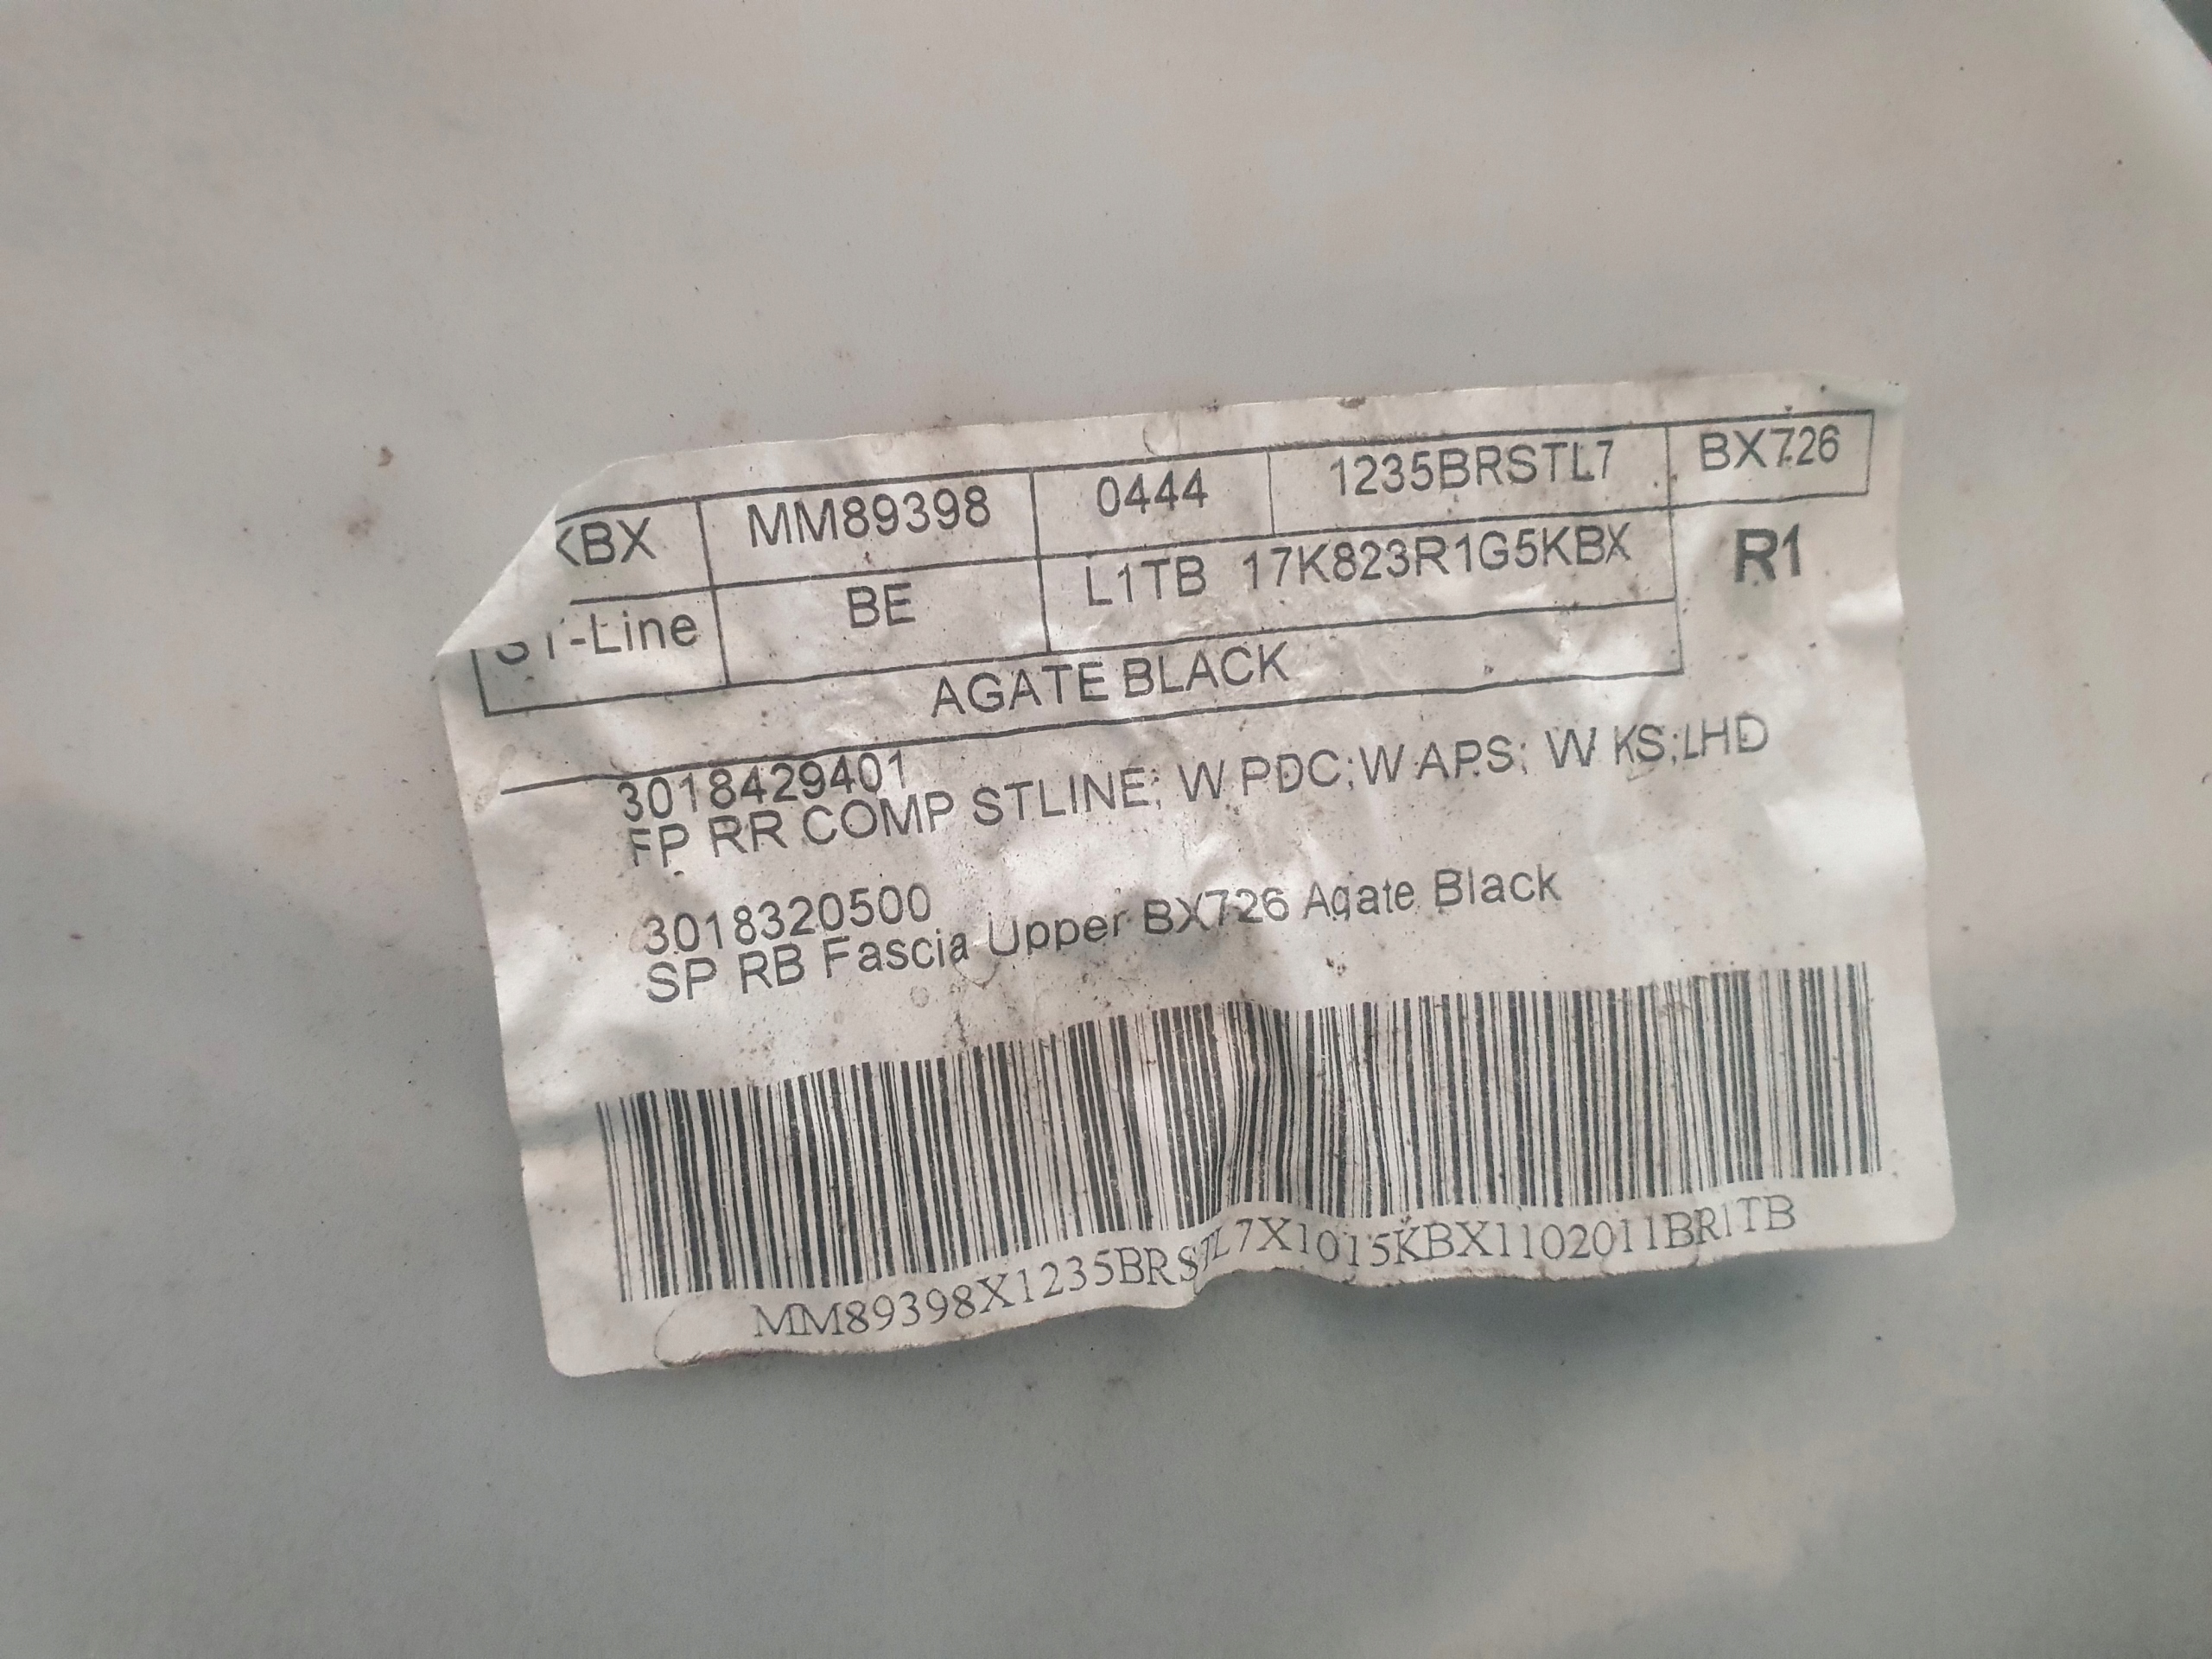 KBX MM89398 0444 1235BRSTL7 BX726
ST-Line BE L1TB 17K823R1G5KBX R1
AGATE BLACK
3018429401
FP RR COMP STLINE; W PDC;W APS; W KS;LHD
3018320500
SP RB Fascia Upper BX726 Agate Black
MM89398X1235BRSTL7X1015KBX1102011BR1TB